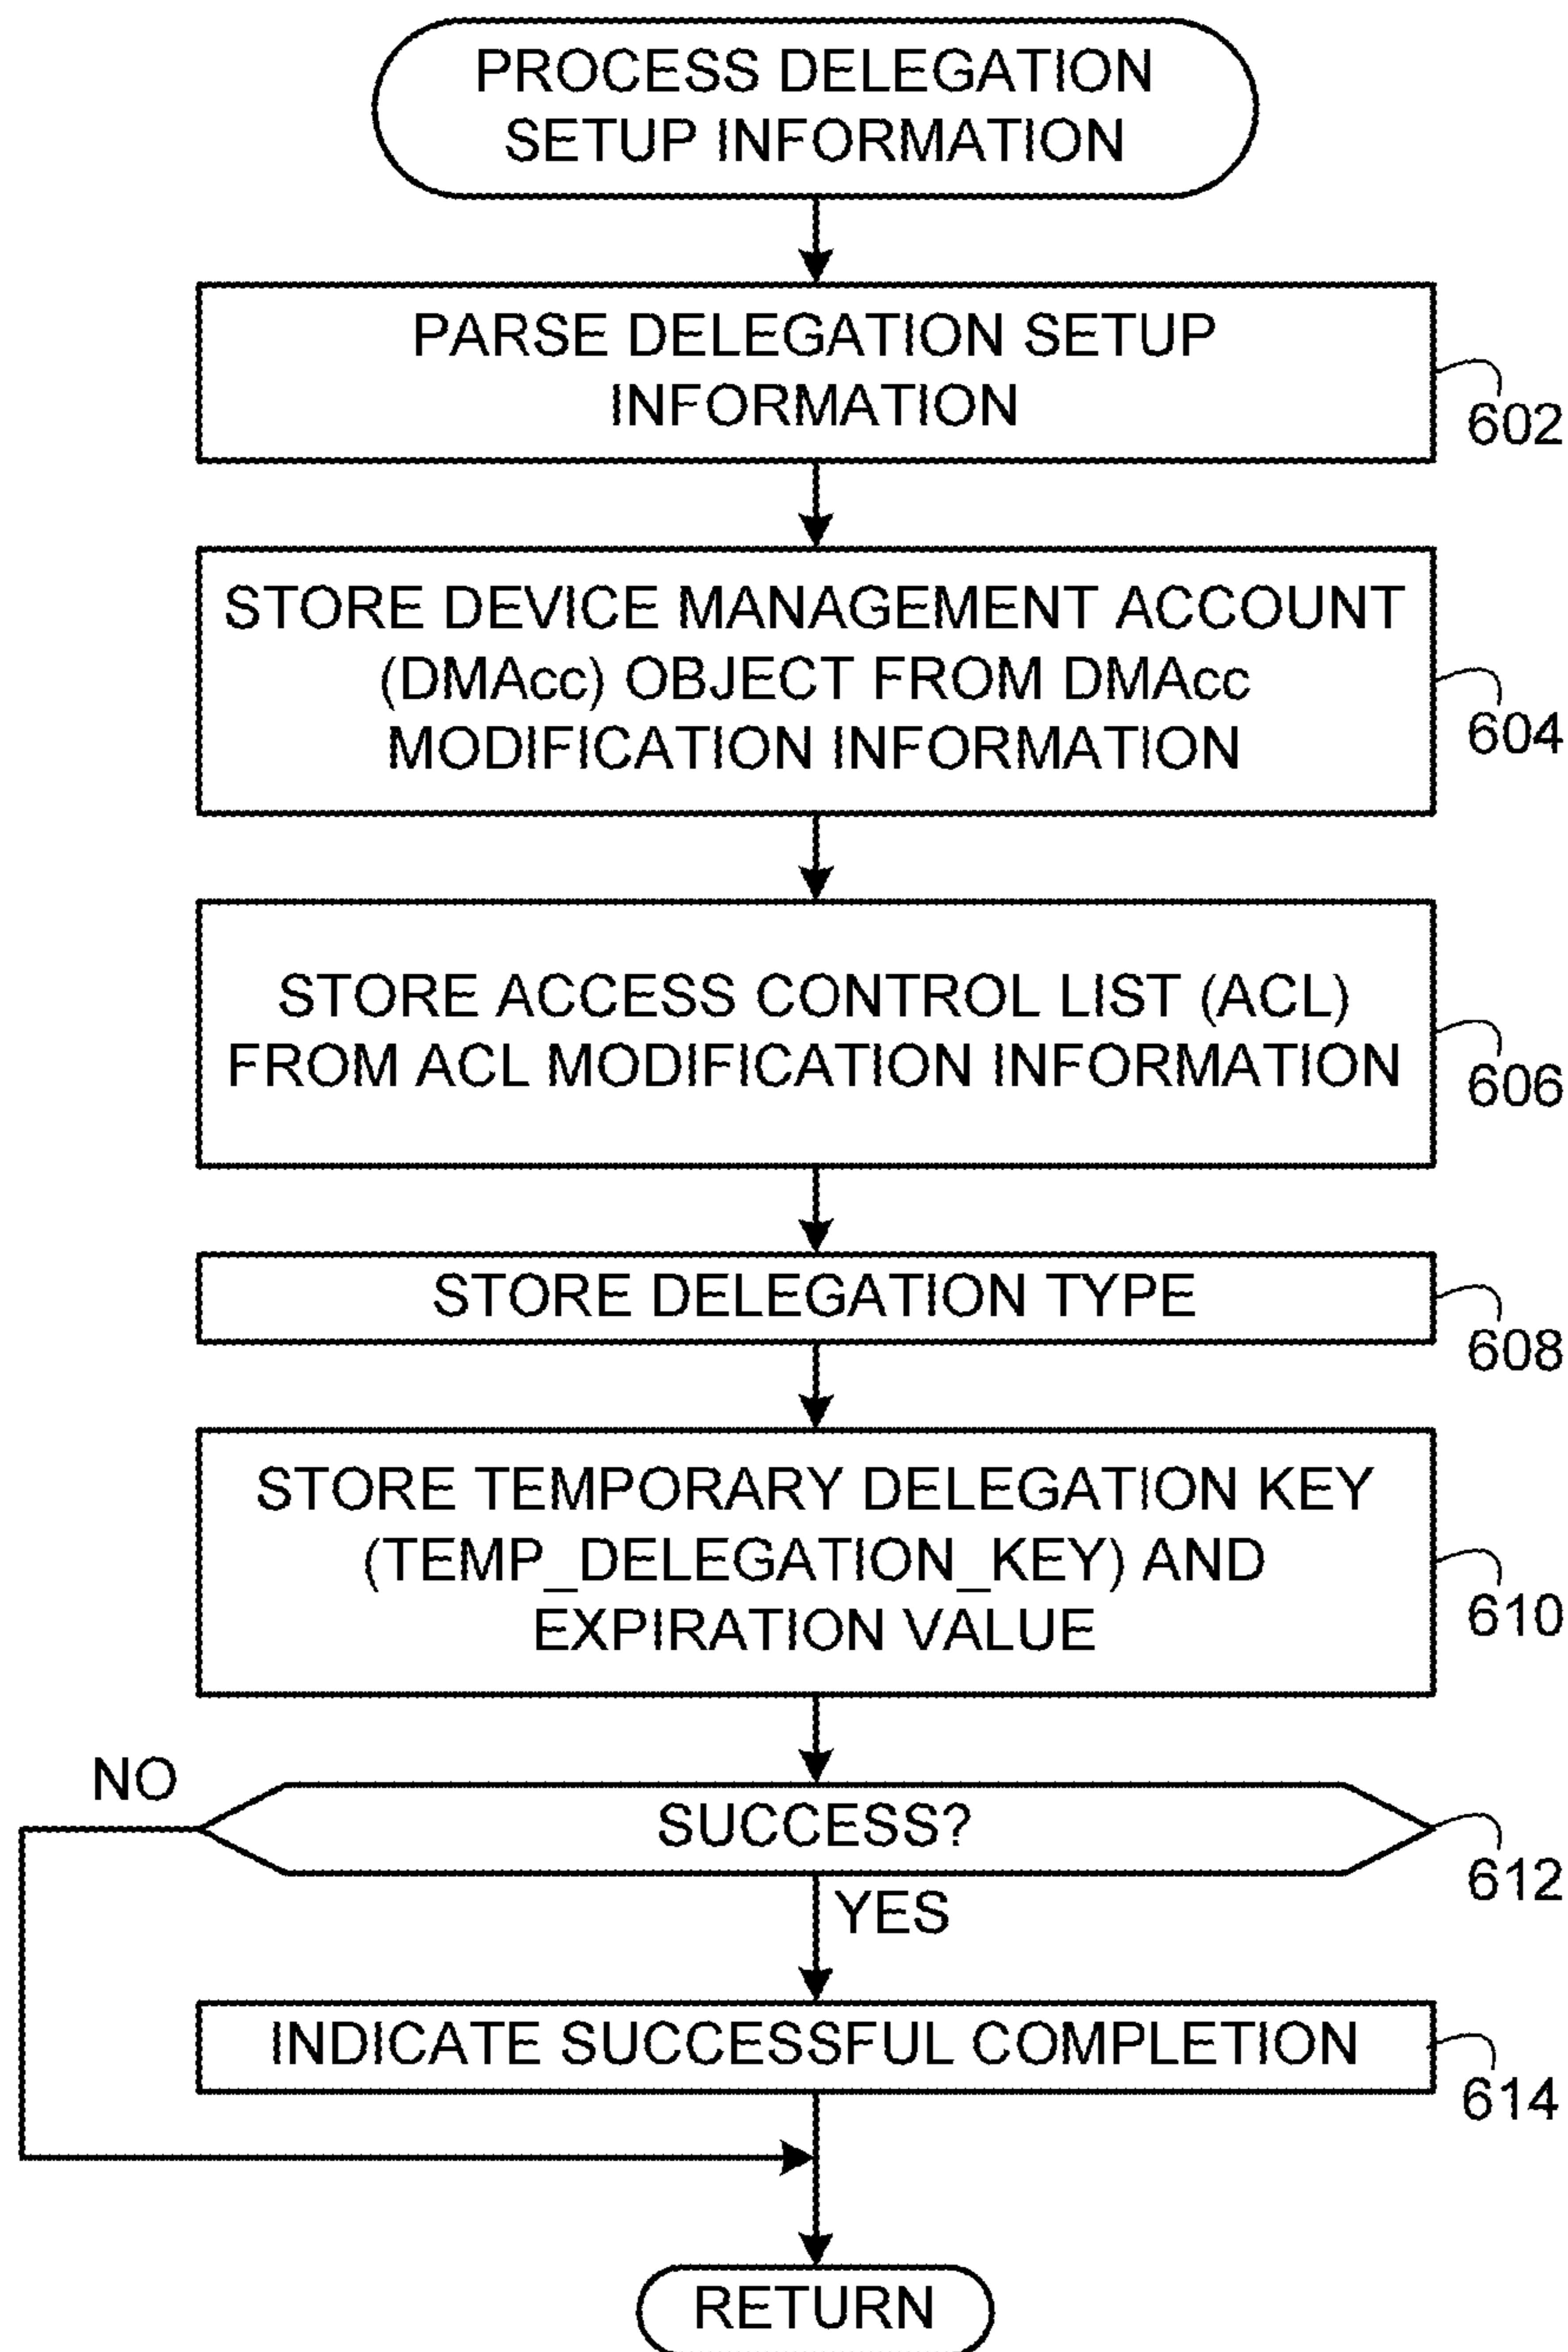 PROCESS DELEGATION
SETUP INFORMATION
PARSE DELEGATION SETUP
INFORMATION
602
STORE DEVICE MANAGEMENT ACCOUNT
(DMAcc) OBJECT FROM DMAcc
MODIFICATION INFORMATION
604
STORE ACCESS CONTROL LIST (ACL)
FROM ACL MODIFICATION INFORMATION
606
STORE DELEGATION TYPE
608
STORE TEMPORARY DELEGATION KEY
(TEMP_DELEGATION_KEY) AND
EXPIRATION VALUE
610
NO
SUCCESS?
612
YES
INDICATE SUCCESSFUL COMPLETION
614
RETURN